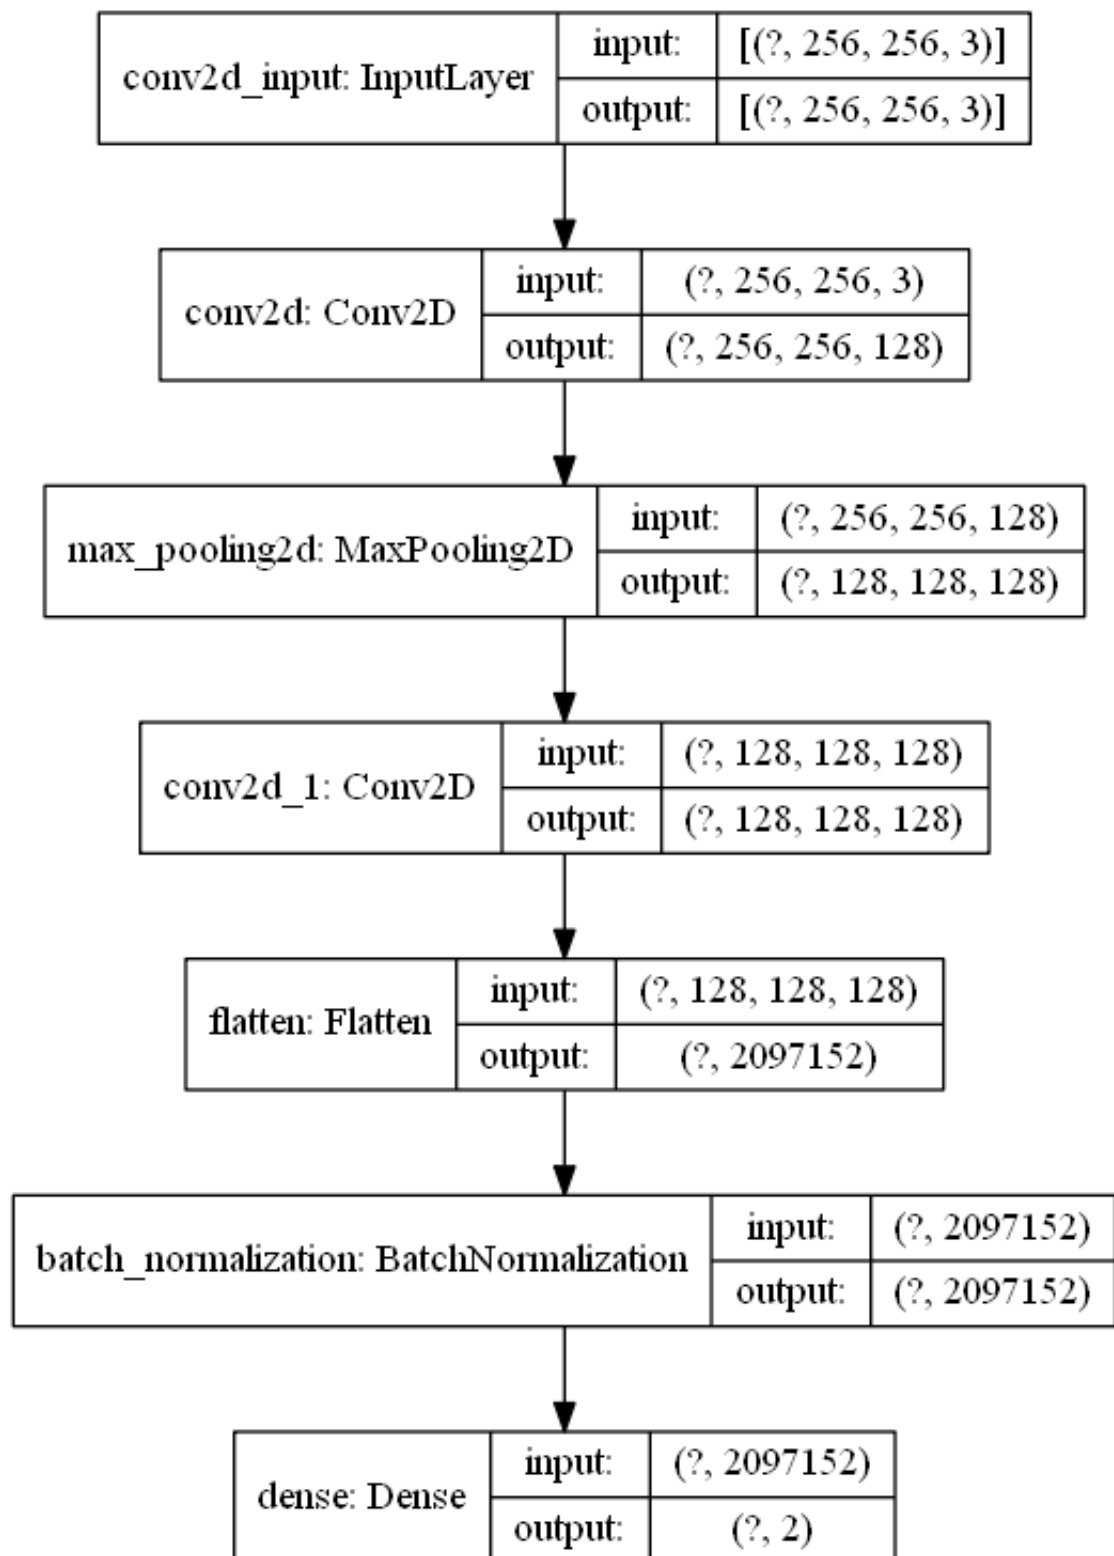 conv2d_input: InputLayer
input: [(?, 256, 256, 3)]
output: [(?, 256, 256, 3)]
conv2d: Conv2D
input: (?, 256, 256, 3)
output: (?, 256, 256, 128)
max_pooling2d: MaxPooling2D
input: (?, 256, 256, 128)
output: (?, 128, 128, 128)
conv2d_1: Conv2D
input: (?, 128, 128, 128)
output: (?, 128, 128, 128)
flatten: Flatten
input: (?, 128, 128, 128)
output: (?, 2097152)
batch_normalization: BatchNormalization
input: (?, 2097152)
output: (?, 2097152)
dense: Dense
input: (?, 2097152)
output: (?, 2)